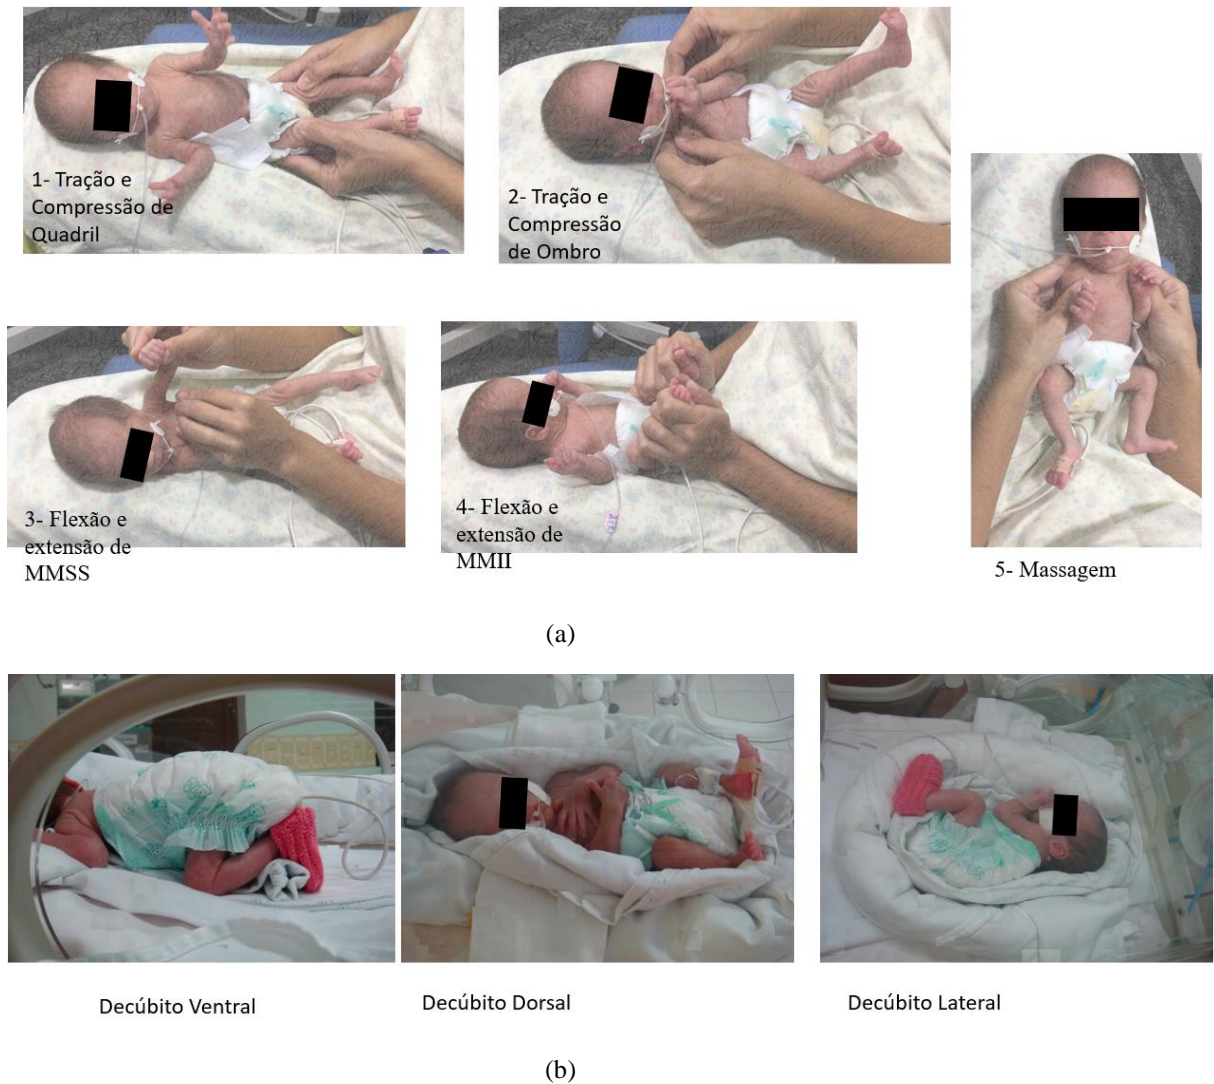 1- Tração e
Compressão de
Quadril
2- Tração e
Compressão
de Ombro
3- Flexão e
extensão de
MMSS
4- Flexão e
extensão de
MMII
5- Massagem
(a)
Decúbito Ventral
Decúbito Dorsal
Decúbito Lateral
(b)